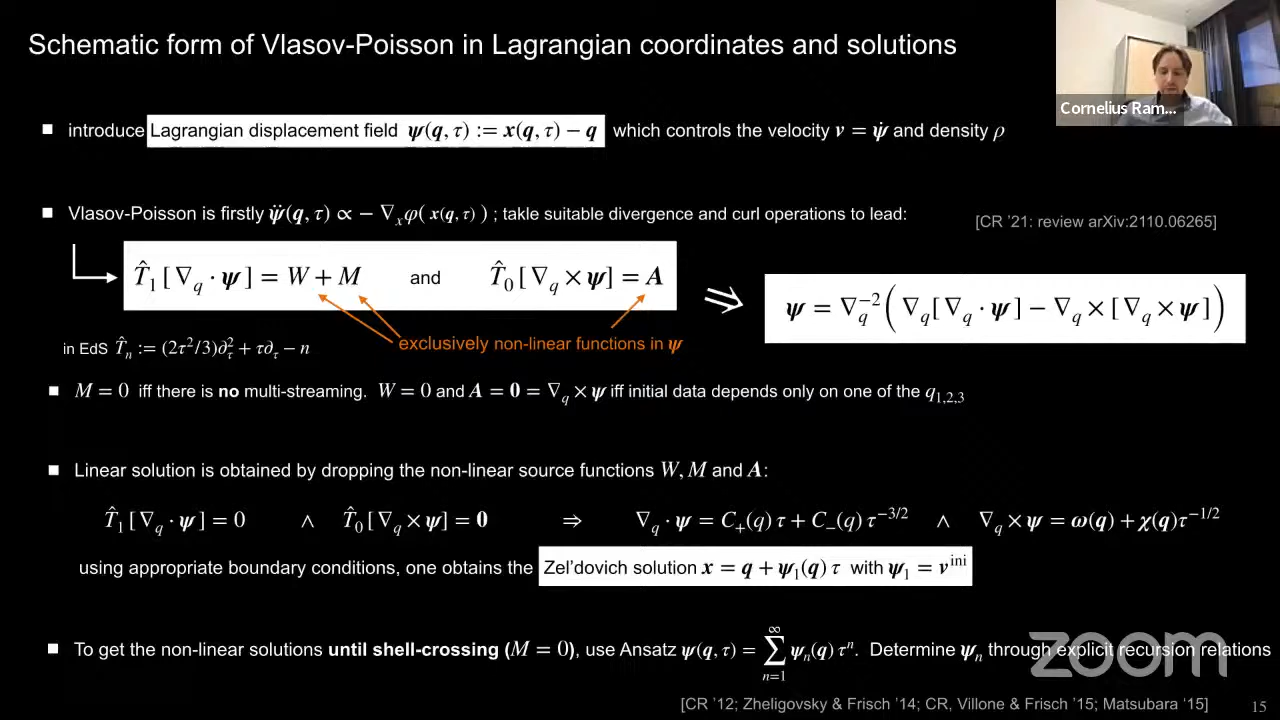 Schematic form of Vlasov-Poisson in Lagrangian coordinates and solutions
Cornelius Ram...
■ introduce Lagrangian displacement field ψ(q, τ) := x(q, τ) − q which controls the velocity v = ψ̇ and density ρ
■ Vlasov-Poisson is firstly ψ̈(q, τ) ∝ − ∇ₓφ( x(q, τ) ) ; takle suitable divergence and curl operations to lead:
[CR ’21: review arXiv:2110.06265]
T̂₁ [ ∇_q · ψ ] = W + M and T̂₀ [ ∇_q × ψ] = A
⇒ ψ = ∇_q^{−2} ( ∇_q[ ∇_q · ψ ] − ∇_q × [ ∇_q × ψ ] )
in EdS T̂ₙ := (2τ²/3)∂_τ² + τ∂_τ − n
exclusively non-linear functions in ψ
■ M = 0 iff there is no multi-streaming. W = 0 and A = 0 = ∇_q × ψ iff initial data depends only on one of the q_{1,2,3}
■ Linear solution is obtained by dropping the non-linear source functions W, M and A:
T̂₁ [ ∇_q · ψ ] = 0 ∧ T̂₀ [ ∇_q × ψ] = 0 ⇒ ∇_q · ψ = C₊(q) τ + C₋(q) τ^{−3/2} ∧ ∇_q × ψ = ω(q) + χ(q)τ^{−1/2}
using appropriate boundary conditions, one obtains the Zel’dovich solution x = q + ψ₁(q) τ with ψ₁ = v^{ini}
■ To get the non-linear solutions until shell-crossing (M = 0), use Ansatz ψ(q, τ) = ∑_{n=1}^{∞} ψₙ(q) τⁿ. Determine ψₙ through explicit recursion relations
zoom
[CR ’12; Zheligovsky & Frisch ’14; CR, Villone & Frisch ’15; Matsubara ‘15]
15